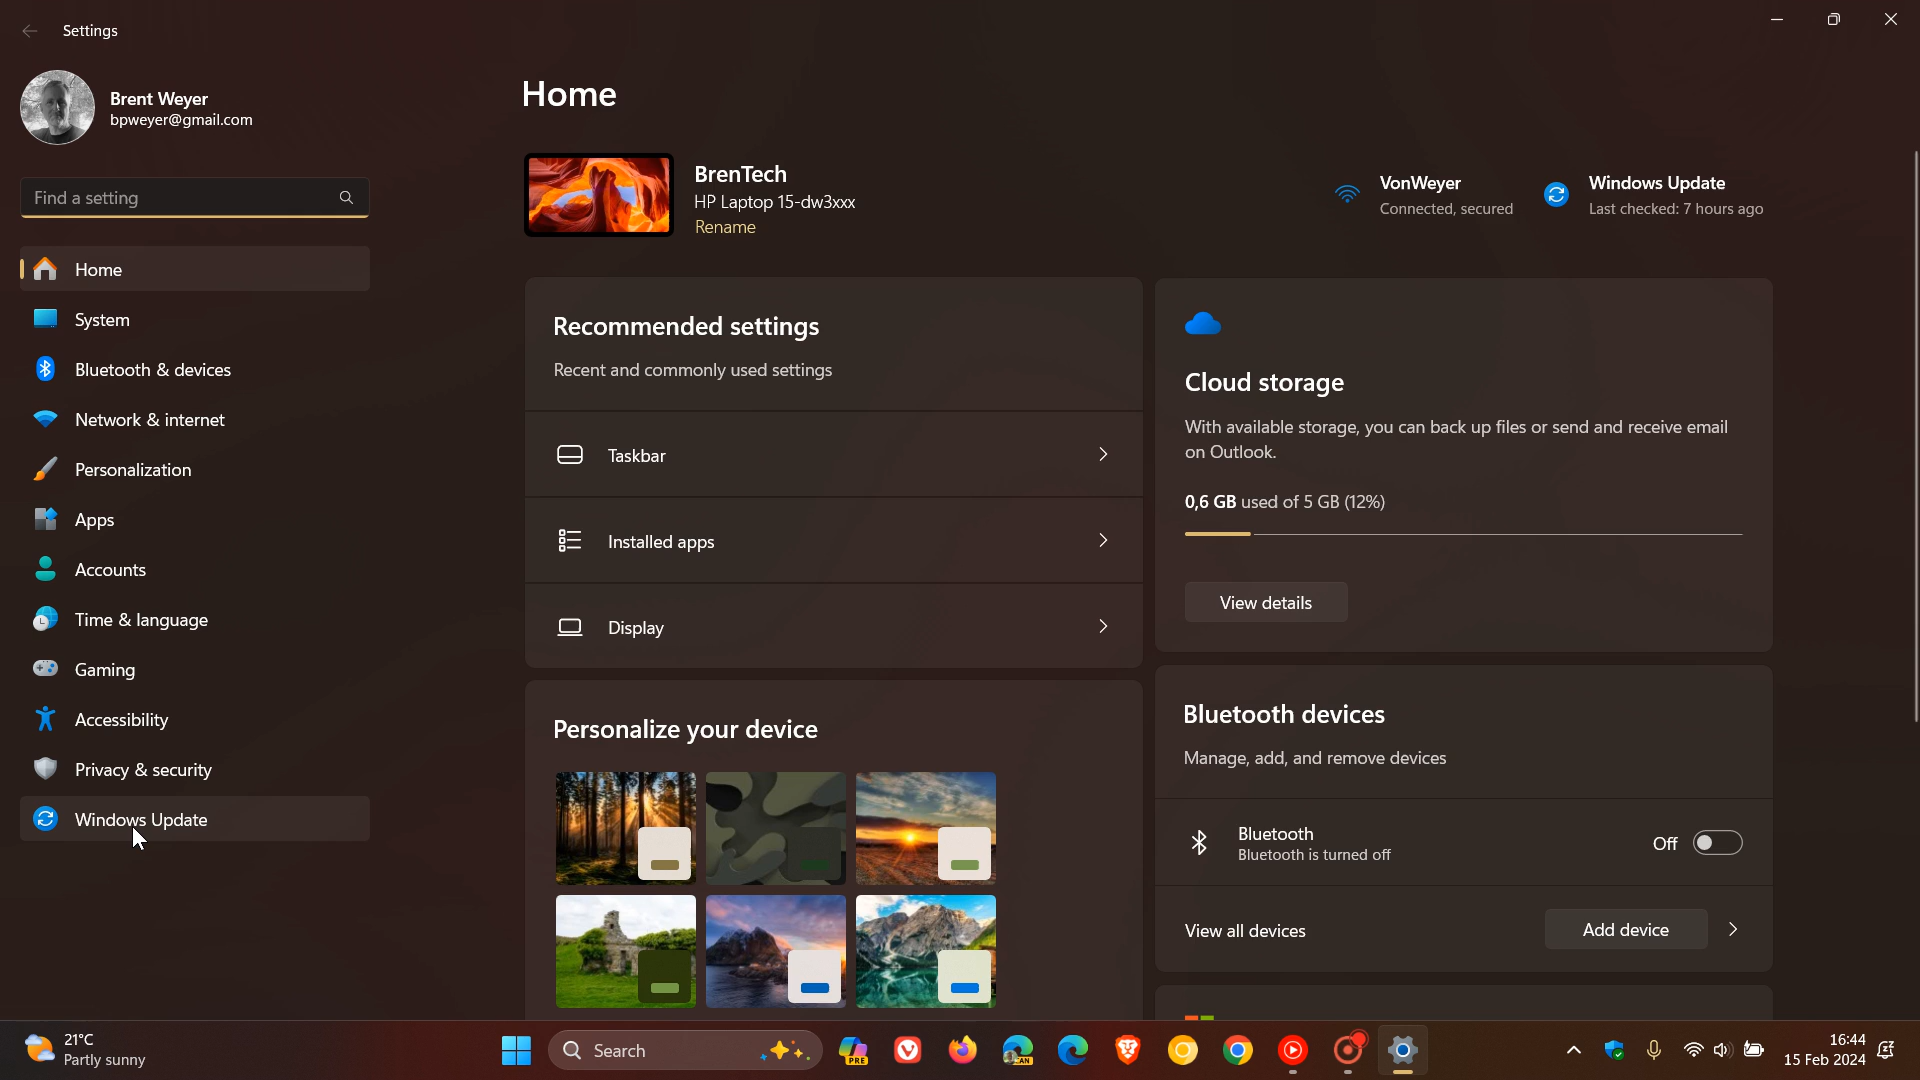 Settings
Brent Weyer
bpweyer@gmail.com
Find a setting
Home
System
Bluetooth & devices
Network & internet
Personalization
Apps
Accounts
Time & language
Gaming
Accessibility
Privacy & security
Windows Update
Home
BrenTech
HP Laptop 15-dw3xxx
Rename
VonWeyer
Connected, secured
Windows Update
Last checked: 7 hours ago
Recommended settings
Recent and commonly used settings
Taskbar
Installed apps
Display
Personalize your device
Cloud storage
With available storage, you can back up files or send and receive email
on Outlook.
0,6 GB used of 5 GB (12%)
View details
Bluetooth devices
Manage, add, and remove devices
Bluetooth
Bluetooth is turned off
Off
View all devices
Add device
21°C
Partly sunny
Search
PRE
CAN
16:44
15 Feb 2024